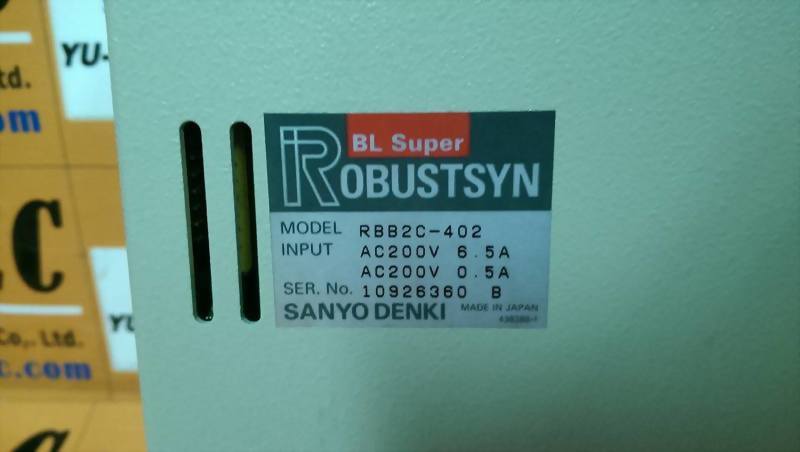 YU-
td.
om
C
Co,. Ltd.
c.com
YU
C
BL Super
ROBUSTSYN
MODEL RBB2C-402
INPUT AC200V 6.5A
AC200V 0.5A
SER. No. 10926360 B
SANYO DENKI MADE IN JAPAN